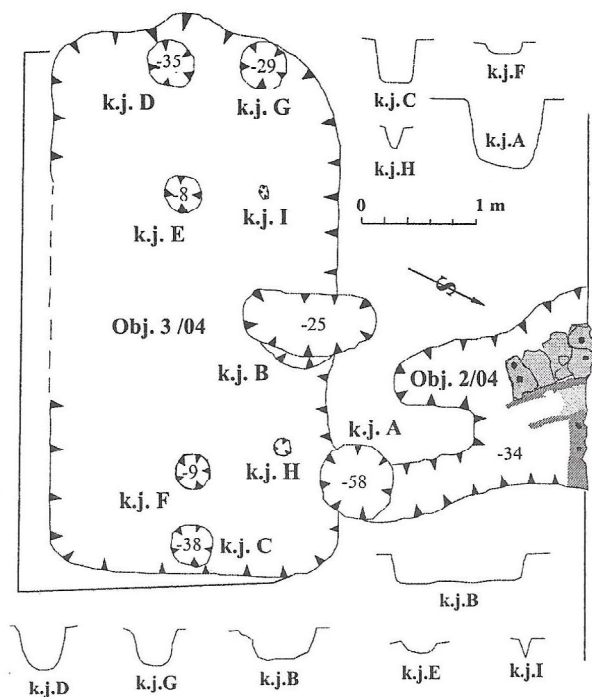 -35
-29
k.j. D
k.j. G
k.j.C
k.j.F
k.j.H
k.j.A
0
1 m
-8
k.j. E
k.j. I
S
Obj. 3 /04
-25
k.j. B
Obj. 2/04
k.j. A
-34
-9
k.j. F
k.j. H
-58
-38
k.j. C
k.j.B
k.j.D
k.j.G
k.j.B
k.j.E
k.j.I